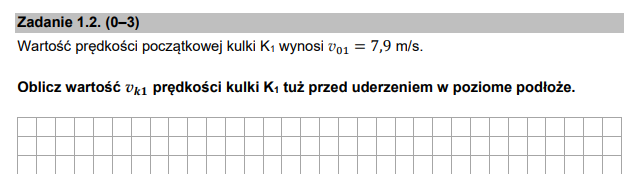 Zadanie 1.2. (0–3)
Wartość prędkości początkowej kulki K₁ wynosi v₀₁ = 7,9 m/s.
Oblicz wartość vₖ₁ prędkości kulki K₁ tuż przed uderzeniem w poziome podłoże.